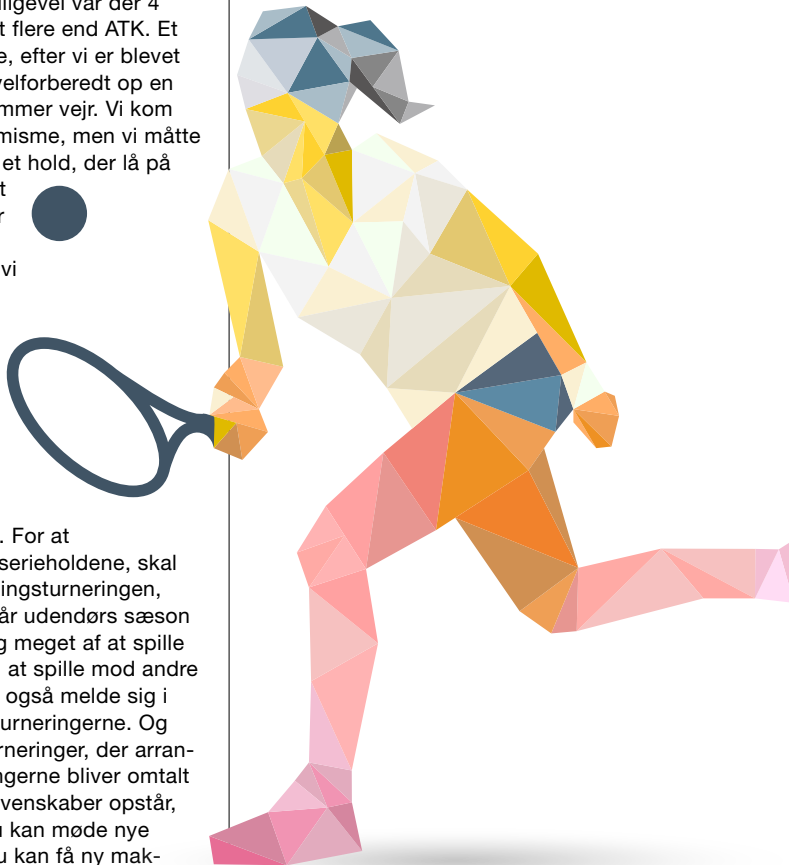 lligevel var der 4
t flere end ATK. Et
e, efter vi er blevet
velforberedt op en
mmer vejr. Vi kom
misme, men vi måtte
et hold, der lå på
t
r
vi
. For at
serieholdene, skal
ingsturneringen,
år udendørs sæson
g meget af at spille
at spille mod andre
også melde sig i
urneringerne. Og
rneringer, der arran-
ngerne bliver omtalt
venskaber opstår,
u kan møde nye
u kan få ny mak-